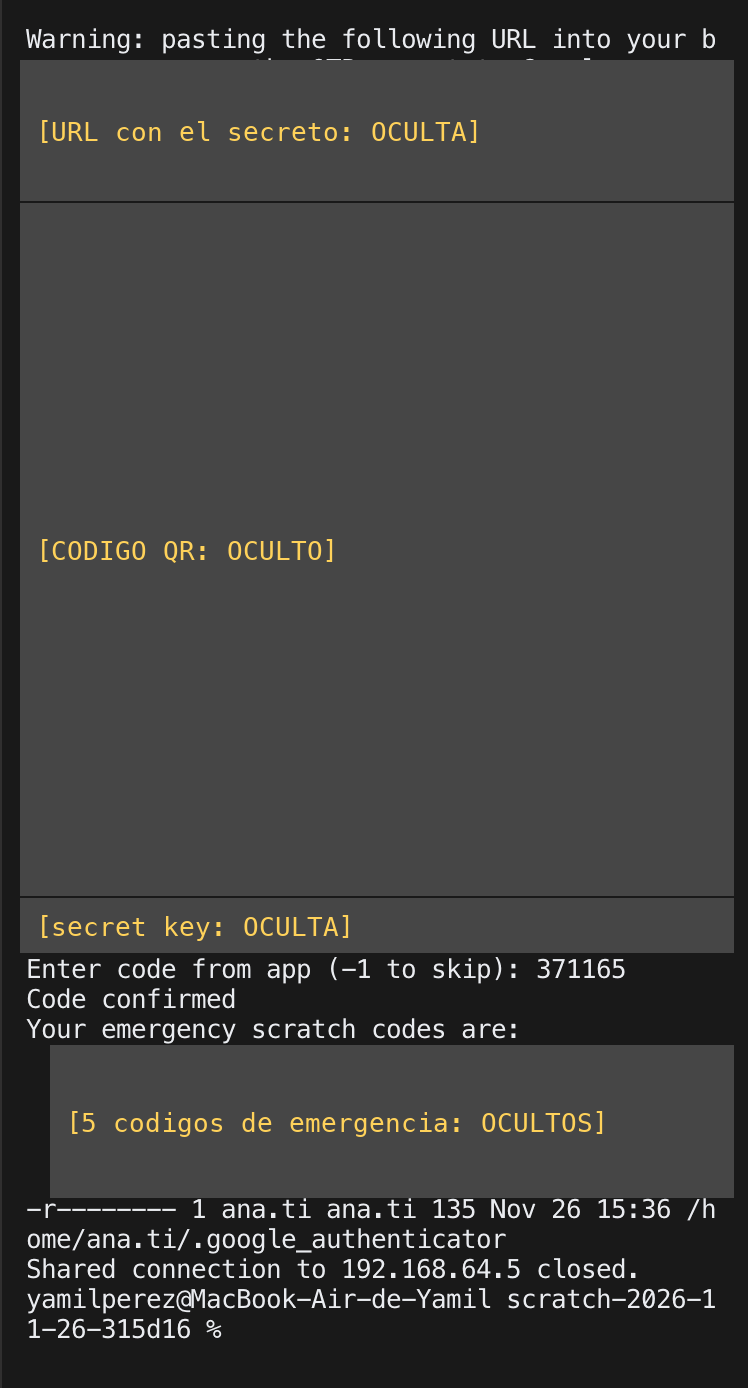 Warning: pasting the following URL into your b
[URL con el secreto: OCULTA]
[CODIGO QR: OCULTO]
[secret key: OCULTA]
Enter code from app (-1 to skip): 371165
Code confirmed
Your emergency scratch codes are:
[5 codigos de emergencia: OCULTOS]
-r-------- 1 ana.ti ana.ti 135 Nov 26 15:36 /h
ome/ana.ti/.google_authenticator
Shared connection to 192.168.64.5 closed.
yamilperez@MacBook-Air-de-Yamil scratch-2026-1
1-26-315d16 %